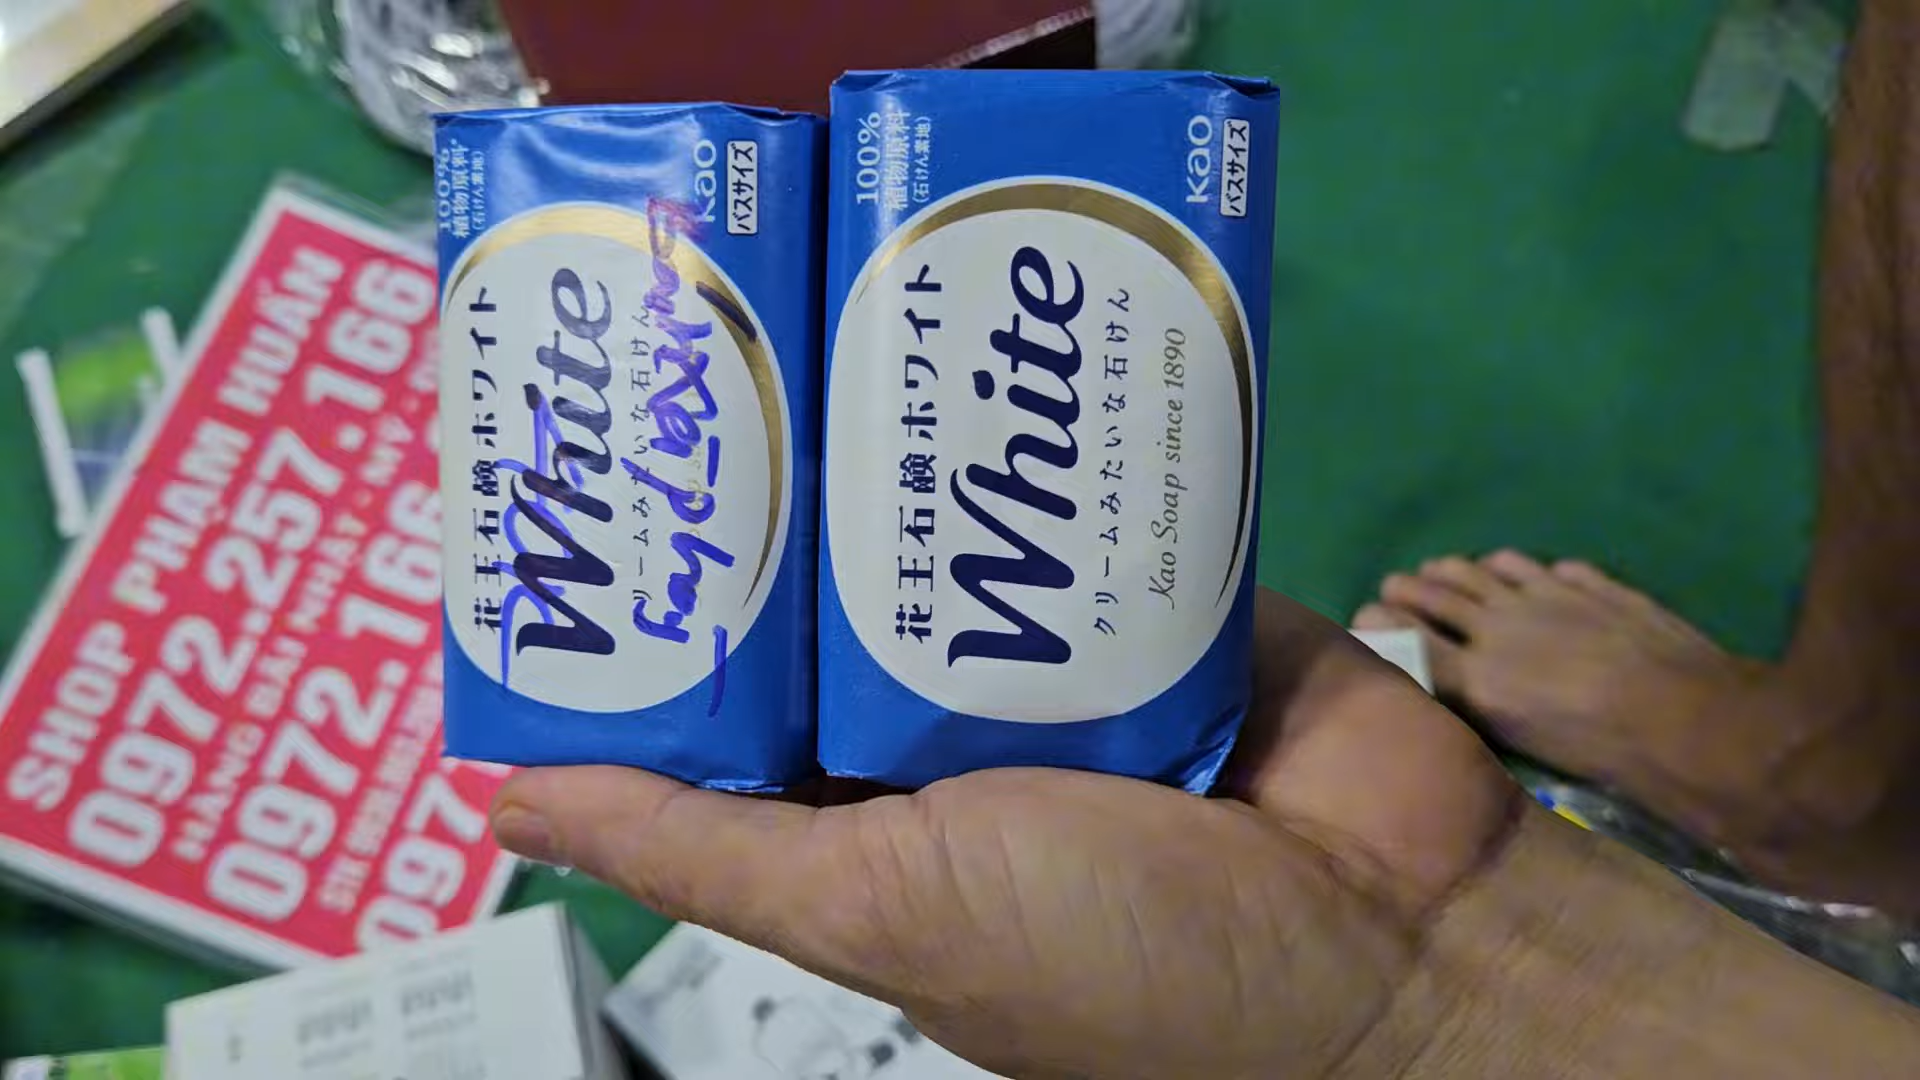 100%
植物原料*
(石けん素地)
Kao
バスサイズ
花王石鹸ホワイト
White
クリームみたいな石けん
100%
植物原料
(石けん素地)
Kao
バスサイズ
花王石鹸ホワイト
White
クリームみたいな石けん
Kao Soap since 1890
SHOP PHẠM HUẤN
0972.257.166
HÀNG BÃI NHẬT - MỸ -
0972.166
097